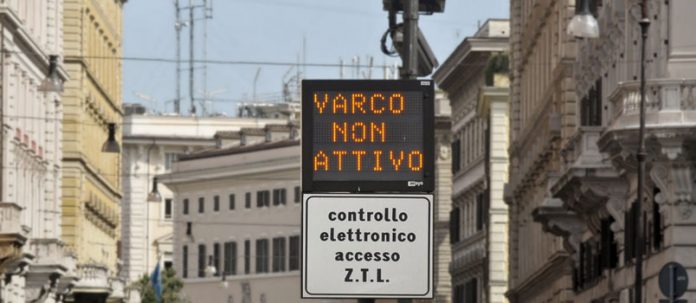 VARCO
NON
ATTIVO
controllo
elettronico
accesso
Z.T.L.